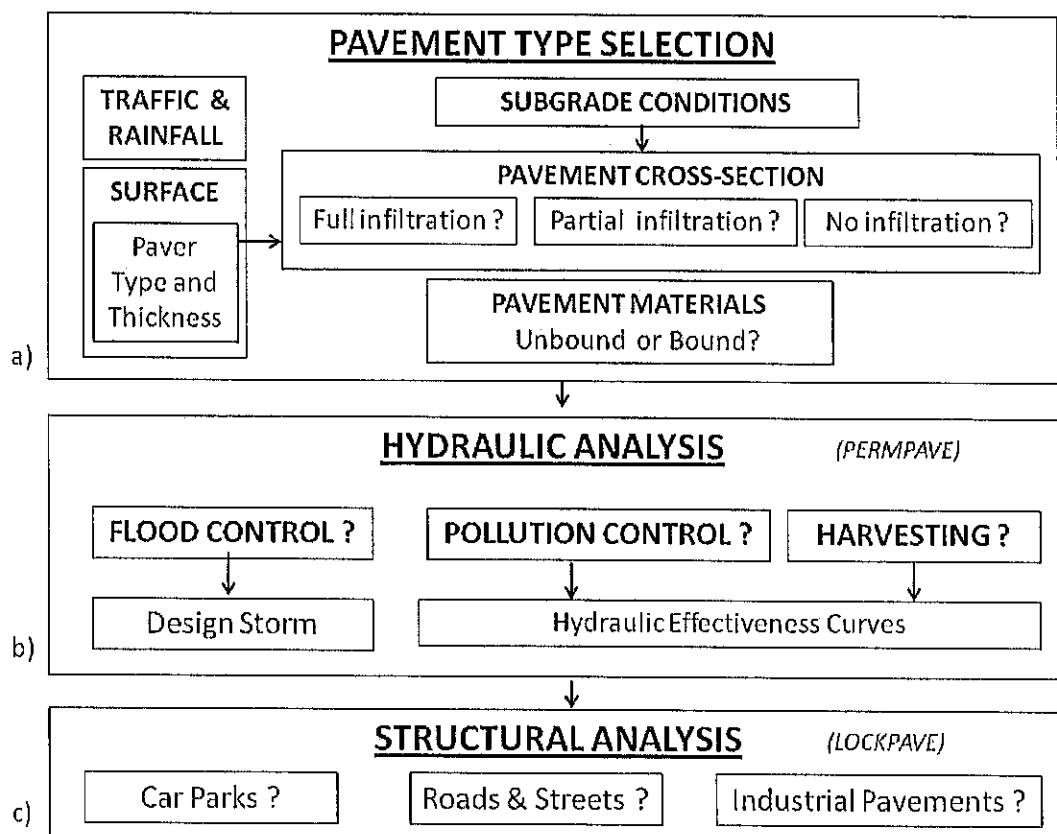 PAVEMENT TYPE SELECTION
TRAFFIC &
RAINFALL
SUBGRADE CONDITIONS
SURFACE
Paver
Type and
Thickness
PAVEMENT CROSS-SECTION
Full infiltration ?
Partial infiltration ?
No infiltration ?
PAVEMENT MATERIALS
Unbound or Bound?
a)
HYDRAULIC ANALYSIS
(PERMPAVE)
FLOOD CONTROL ?
POLLUTION CONTROL ?
HARVESTING ?
Design Storm
Hydraulic Effectiveness Curves
b)
STRUCTURAL ANALYSIS
(LOCKPAVE)
Car Parks ?
Roads & Streets ?
Industrial Pavements ?
c)